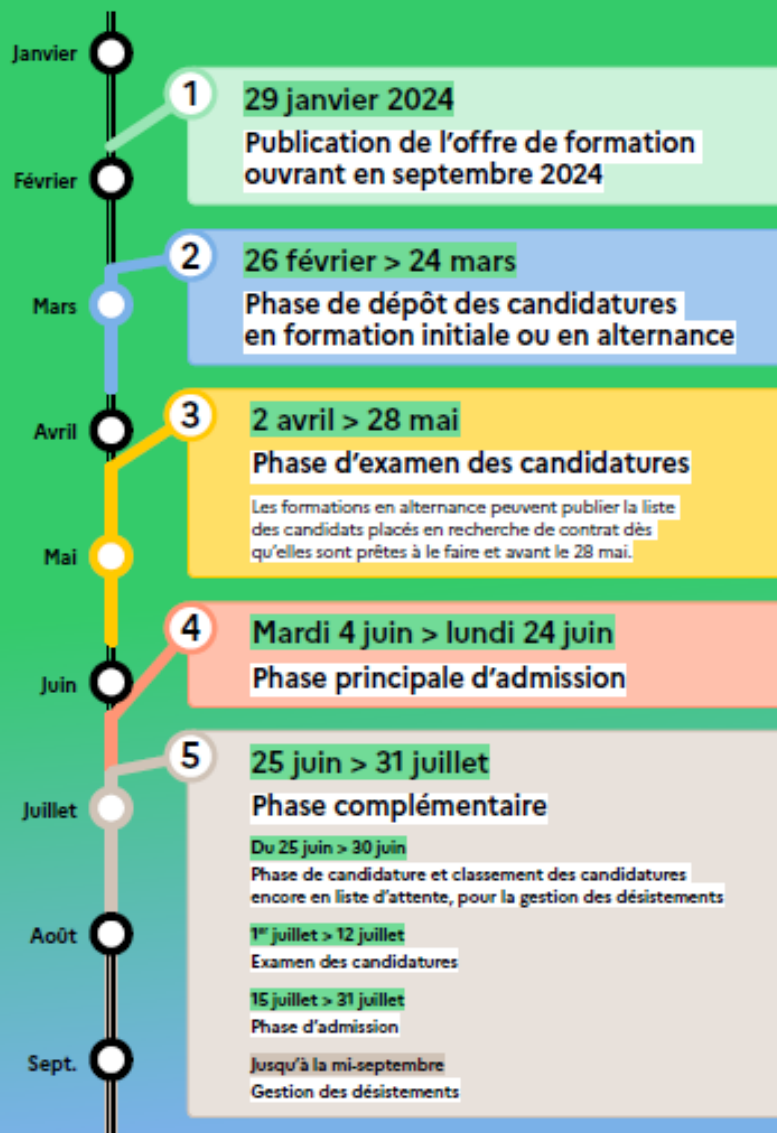 Janvier
1
29 janvier 2024
Publication de l'offre de formation
ouvrant en septembre 2024
Février
2
26 février > 24 mars
Phase de dépôt des candidatures
en formation initiale ou en alternance
Mars
3
2 avril > 28 mai
Phase d'examen des candidatures
Les formations en alternance peuvent publier la liste
des candidats placés en recherche de contrat dès
qu'elles sont prêtes à le faire et avant le 28 mai.
Avril
Mai
4
Mardi 4 juin > lundi 24 juin
Phase principale d'admission
Juin
5
25 juin > 31 juillet
Phase complémentaire
Juillet
Du 25 juin > 30 juin
Phase de candidature et classement des candidatures
encore en liste d'attente, pour la gestion des désistements
Août
1er juillet > 12 juillet
Examen des candidatures
15 juillet > 31 juillet
Phase d'admission
Sept.
Jusqu'à la mi-septembre
Gestion des désistements